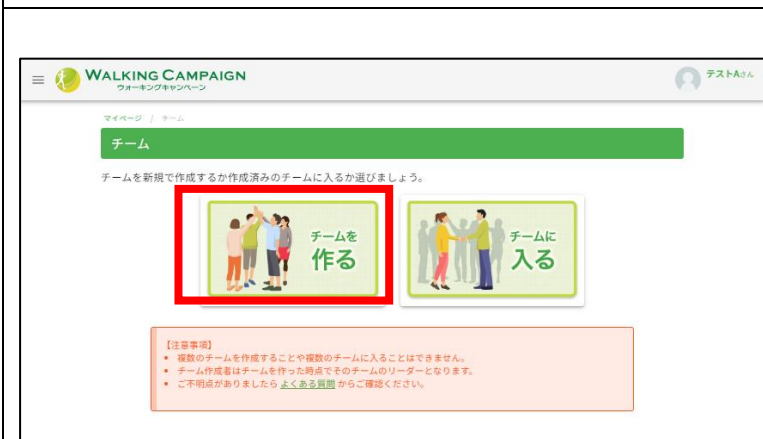 WALKING CAMPAIGN
ウオーキングキャンペーン
テストAさん
マイページ / チーム
チーム
チームを新規で作成するか作成済みのチームに入るか選びましょう。
チームを
作る
チームに
入る
【注意事項】
• 複数のチームを作成することや複数のチームに入ることはできません。
• チーム作成者はチームを作った時点でそのチームのリーダーとなります。
• ご不明点がありましたら よくある質問 からご確認ください。